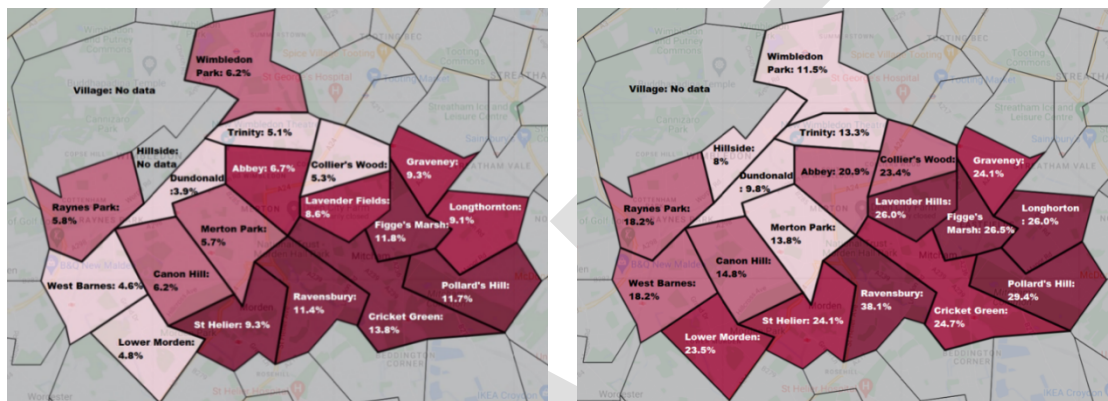 Wimbledon
Park: 6.2%
Village: No data
Trinity: 5.1%
Hillside:
No data
Dundonald
:3.9%
Abbey: 6.7%
Collier's Wood:
5.3%
Graveney:
9.3%
Raynes Park:
5.8%
Merton Park:
5.7%
Lavender Fields:
8.6%
Figge's Marsh:
11.8%
Longthornton:
9.1%
West Barnes: 4.6%
Canon Hill:
6.2%
Pollard's Hill:
11.7%
Lower Morden:
4.8%
St Helier: 9.3%
Ravensbury:
11.4%
Cricket Green:
13.8%
Wimbledon
Park: 11.5%
Village: No data
Trinity: 13.3%
Hillside:
8%
Dundonald
: 9.8%
Abbey: 20.9%
Collier's Wood:
23.4%
Graveney:
24.1%
Raynes Park:
18.2%
Merton Park:
13.8%
Lavender Hills:
26.0%
Figge's
Marsh: 26.5%
Longhorton
: 26.0%
West Barnes:
18.2%
Canon Hill:
14.8%
Pollard's Hill:
29.4%
Lower Morden:
23.5%
St Helier: 24.1%
Ravensbury:
38.1%
Cricket Green:
24.7%